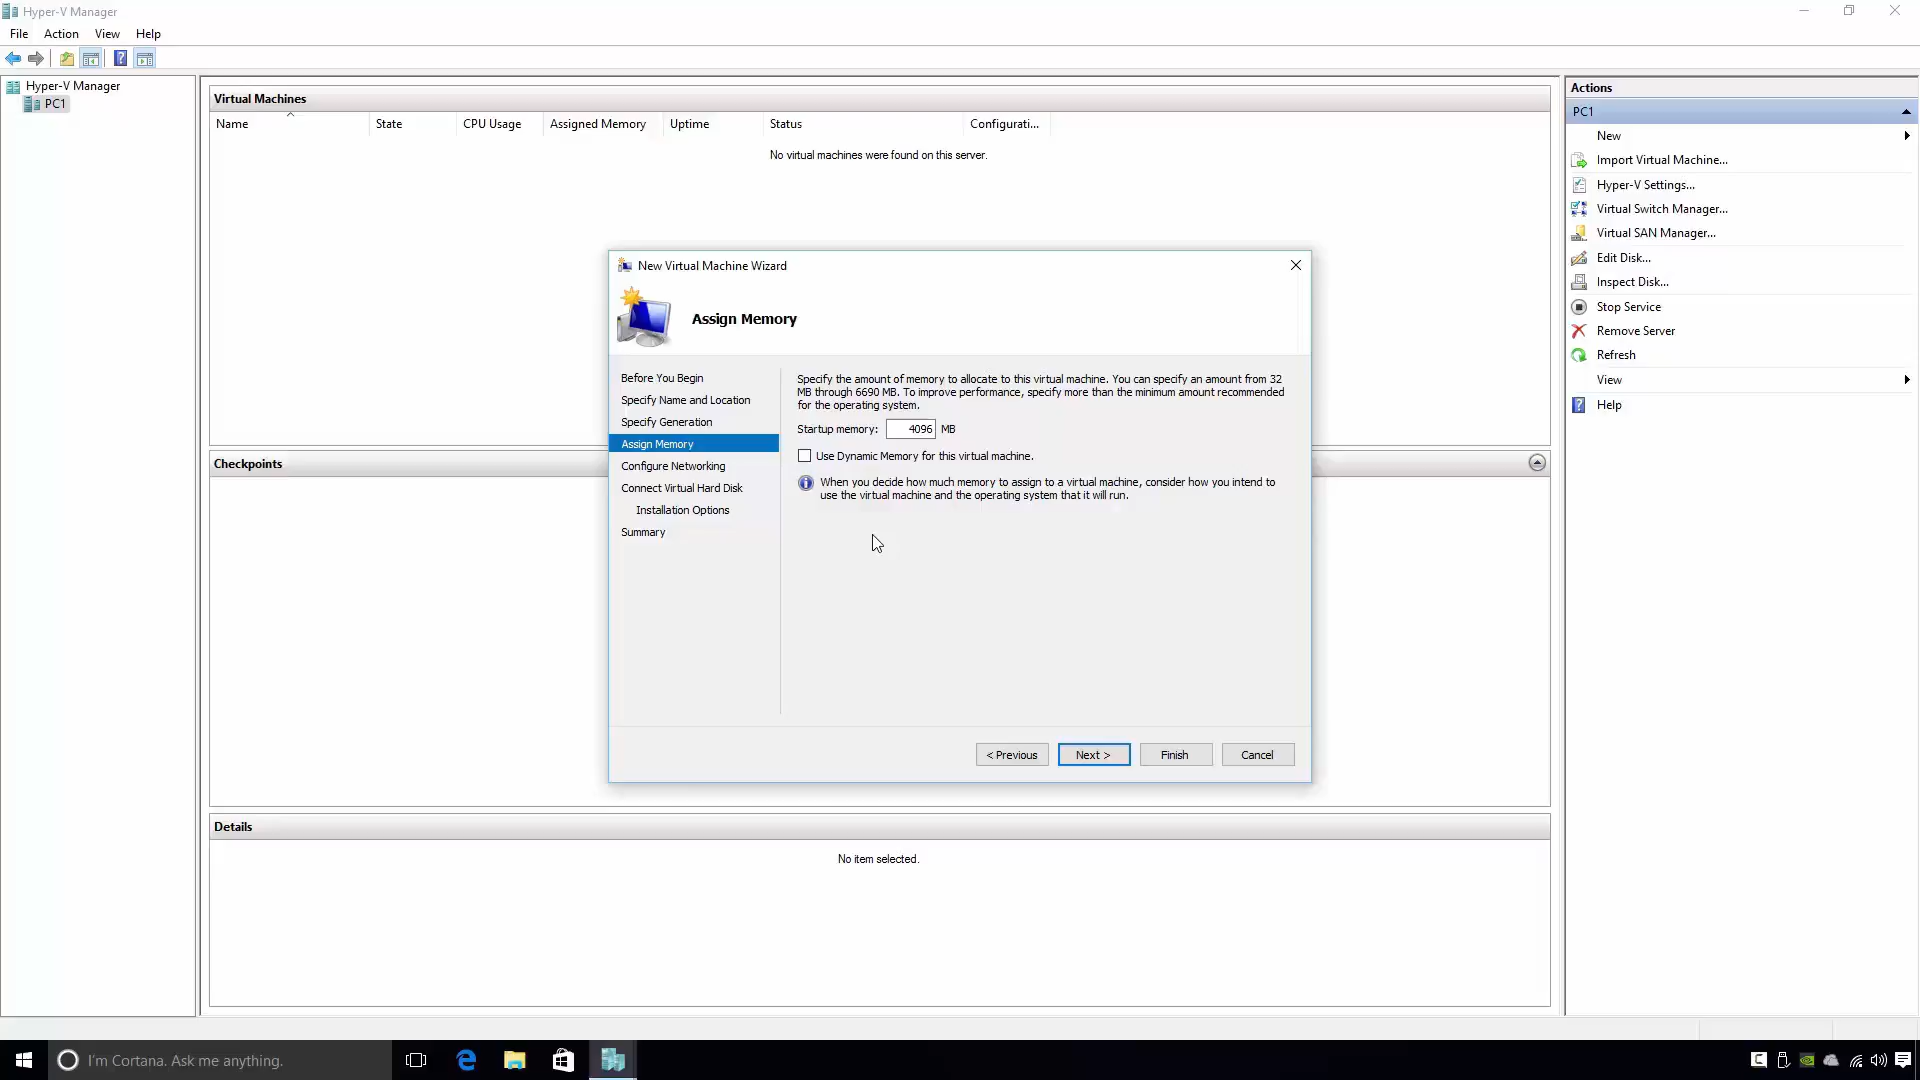 Hyper-V Manager
File Action View Help
Hyper-V Manager
PC1
Virtual Machines
Name State CPU Usage Assigned Memory Uptime Status Configurati...
No virtual machines were found on this server.
New Virtual Machine Wizard
Assign Memory
Before You Begin
Specify Name and Location
Specify Generation
Assign Memory
Configure Networking
Connect Virtual Hard Disk
Installation Options
Summary
Specify the amount of memory to allocate to this virtual machine. You can specify an amount from 32
MB through 6690 MB. To improve performance, specify more than the minimum amount recommended
for the operating system.
Startup memory: 4096 MB
Use Dynamic Memory for this virtual machine.
When you decide how much memory to assign to a virtual machine, consider how you intend to
use the virtual machine and the operating system that it will run.
< Previous Next > Finish Cancel
Checkpoints
Details
No item selected.
Actions
PC1
New
Import Virtual Machine...
Hyper-V Settings...
Virtual Switch Manager...
Virtual SAN Manager...
Edit Disk...
Inspect Disk...
Stop Service
Remove Server
Refresh
View
Help
I'm Cortana. Ask me anything.